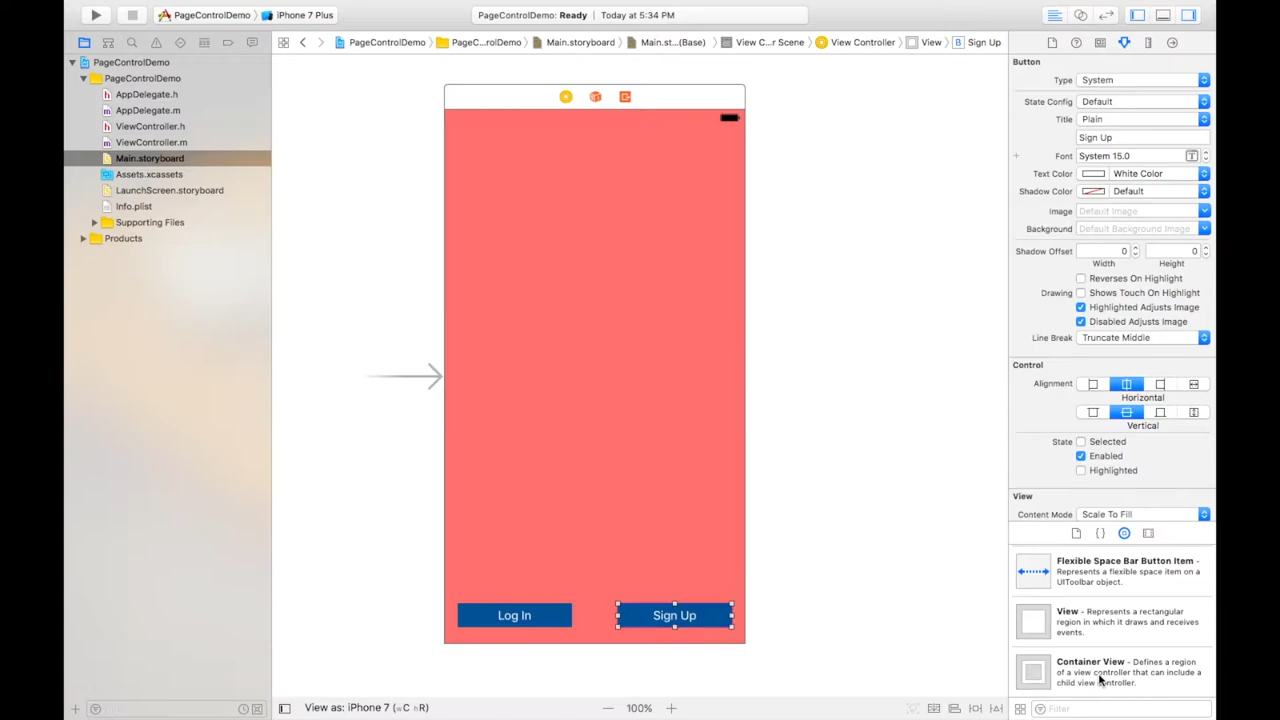 PageControlDemo
iPhone 7 Plus
PageControlDemo: Ready
Today at 5:34 PM
PageControlDemo
PageC...rolDemo
Main.storyboard
Main.st...(Base)
View C...r Scene
View Controller
View
B
Sign Up
PageControlDemo
PageControlDemo
h
AppDelegate.h
m
AppDelegate.m
h
ViewController.h
m
ViewController.m
Main.storyboard
Assets.xcassets
LaunchScreen.storyboard
Info.plist
Supporting Files
Products
Log In
Sign Up
View as: iPhone 7 (wC hR)
100%
Button
Type
System
State Config
Default
Title
Plain
Sign Up
Font
System 15.0
T
Text Color
White Color
Shadow Color
Default
Image
Default Image
Background
Default Background Image
Shadow Offset
0
0
Width
Height
Reverses On Highlight
Drawing
Shows Touch On Highlight
Highlighted Adjusts Image
Disabled Adjusts Image
Line Break
Truncate Middle
Control
Alignment
Horizontal
Vertical
State
Selected
Enabled
Highlighted
View
Content Mode
Scale To Fill
Flexible Space Bar Button Item -
Represents a flexible space item on a
UIToolbar object.
View - Represents a rectangular
region in which it draws and receives
events.
Container View - Defines a region
of a view controller that can include a
child view controller.
Filter